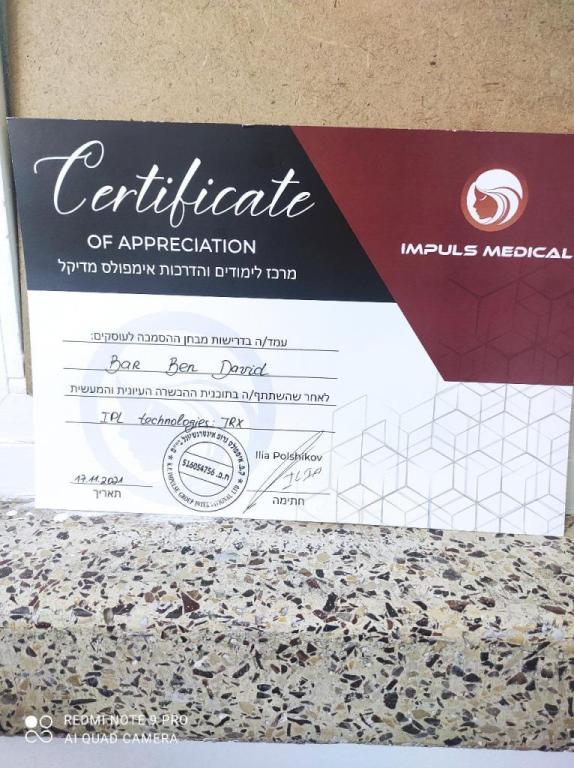 Certificate
OF APPRECIATION
מרכז לימודים והדרכות אימפולס מדיקל
IMPULS MEDICAL
עמד/ה בדרישות מבחן ההסמכה לעוסקים:
Bar Ben David
לאחר שהשתתף/ה בתוכנית ההכשרה העיונית והמעשית
IPL technologies: TRX
Ilia Polshikov
17.11.2021
תאריך
חתימה
ח.פ. 516054756
REDMI NOTE 9 PRO
AI QUAD CAMERA